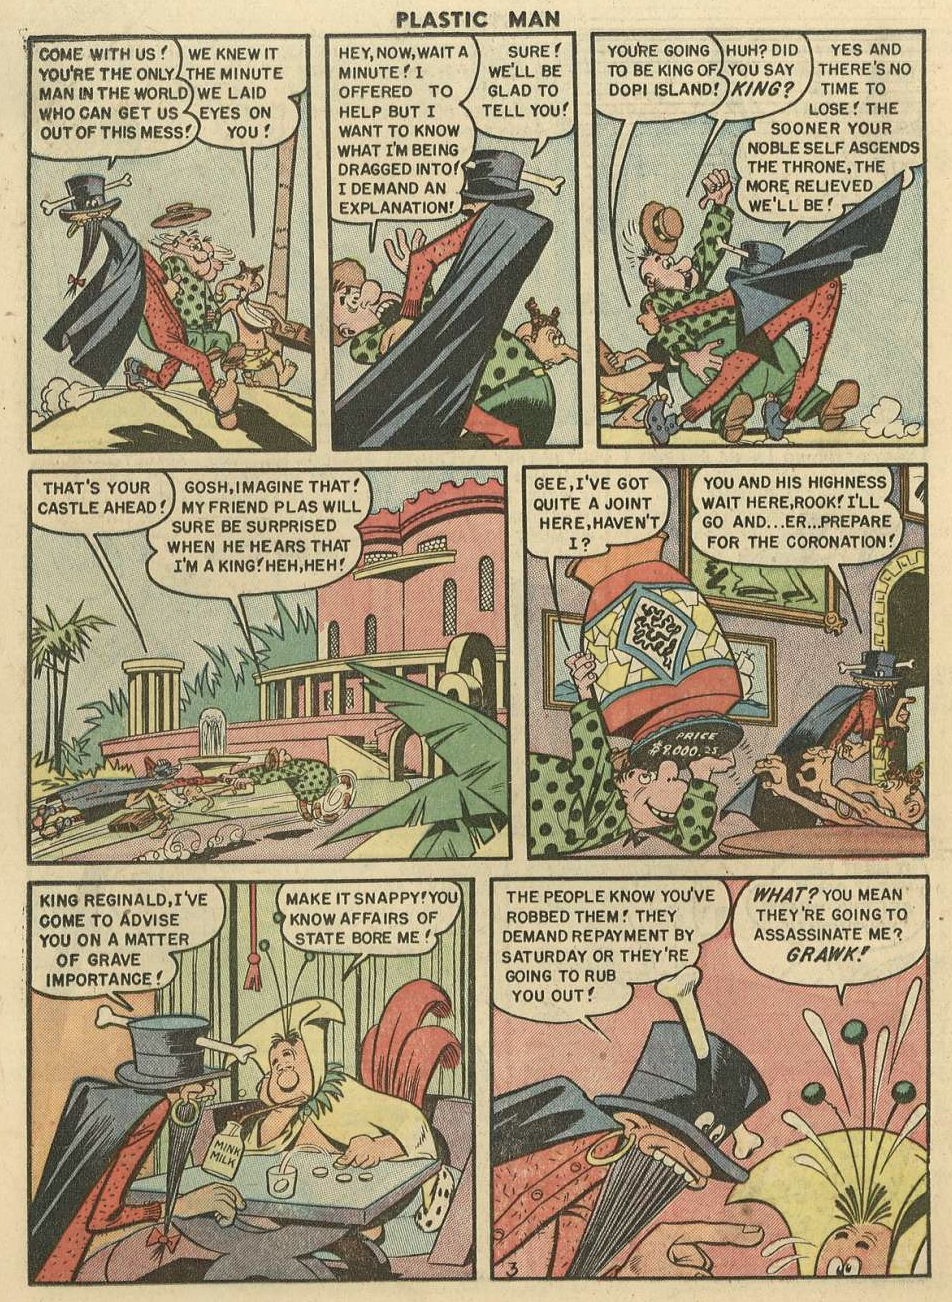 PLASTIC MAN
COME WITH US!
YOU'RE THE ONLY
MAN IN THE WORLD
WHO CAN GET US
OUT OF THIS MESS!
WE KNEW IT
THE MINUTE
WE LAID
EYES ON
YOU!
HEY, NOW, WAIT A
MINUTE! I
OFFERED TO
HELP BUT I
WANT TO KNOW
WHAT I'M BEING
DRAGGED INTO!
I DEMAND AN
EXPLANATION!
SURE!
WE'LL BE
GLAD TO
TELL YOU!
YOU'RE GOING
TO BE KING OF
DOPI ISLAND!
HUH? DID
YOU SAY
KING?
YES AND
THERE'S NO
TIME TO
LOSE! THE
SOONER YOUR
NOBLE SELF ASCENDS
THE THRONE, THE
MORE RELIEVED
WE'LL BE!
THAT'S YOUR
CASTLE AHEAD!
GOSH, IMAGINE THAT!
MY FRIEND PLAS WILL
SURE BE SURPRISED
WHEN HE HEARS THAT
I'M A KING! HEH, HEH!
GEE, I'VE GOT
QUITE A JOINT
HERE, HAVEN'T
I?
YOU AND HIS HIGHNESS
WAIT HERE, ROOK! I'LL
GO AND...ER...PREPARE
FOR THE CORONATION!
PRICE
$9,000.25
KING REGINALD, I'VE
COME TO ADVISE
YOU ON A MATTER
OF GRAVE
IMPORTANCE!
MAKE IT SNAPPY! YOU
KNOW AFFAIRS OF
STATE BORE ME!
MINK
MILK
THE PEOPLE KNOW YOU'VE
ROBBED THEM! THEY
DEMAND REPAYMENT BY
SATURDAY OR THEY'RE
GOING TO RUB
YOU OUT!
WHAT? YOU MEAN
THEY'RE GOING TO
ASSASSINATE ME?
GRAWK!
3